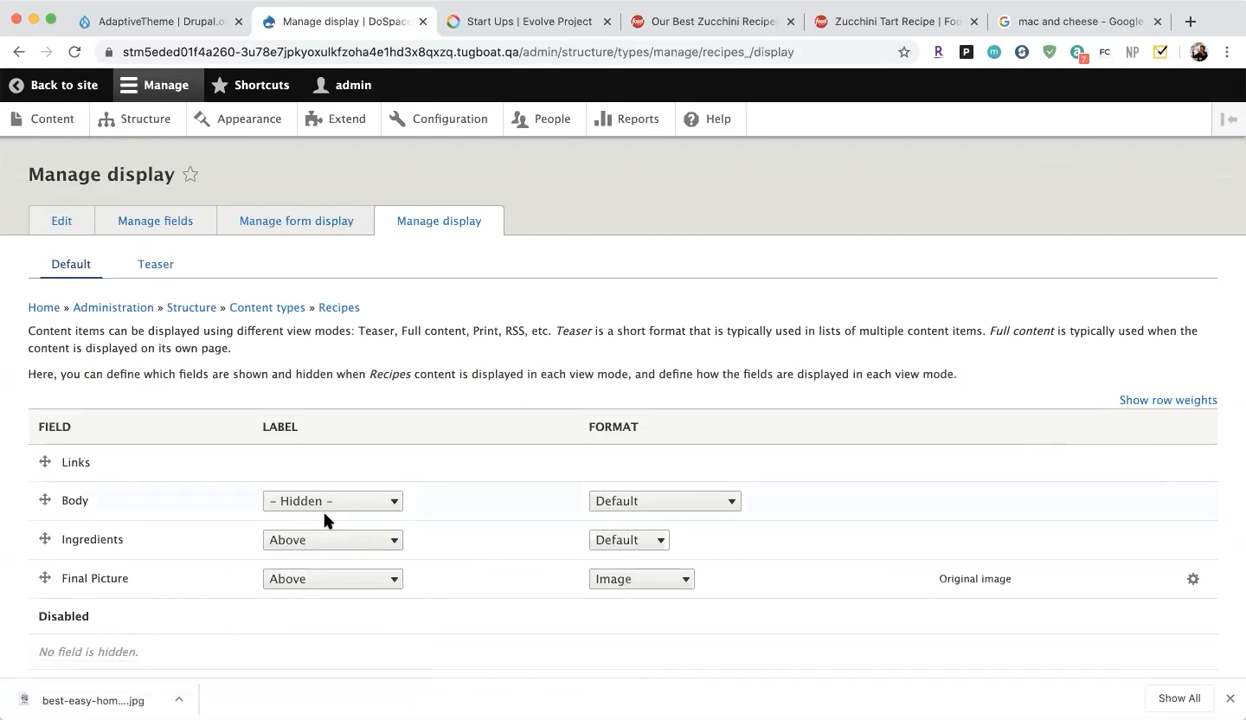 AdaptiveTheme | Drupal.o
Manage display | DoSpac
Start Ups | Evolve Project
Our Best Zucchini Recipe
Zucchini Tart Recipe | Fo
mac and cheese - Google
stm5eded01f4a260-3u78e7jpkyoxulkfzoha4e1hd3x8qxzq.tugboat.qa/admin/structure/types/manage/recipes_/display
Back to site
Manage
Shortcuts
admin
Content
Structure
Appearance
Extend
Configuration
People
Reports
Help
Manage display
Edit
Manage fields
Manage form display
Manage display
Default
Teaser
Home » Administration » Structure » Content types » Recipes
Content items can be displayed using different view modes: Teaser, Full content, Print, RSS, etc. Teaser is a short format that is typically used in lists of multiple content items. Full content is typically used when the
content is displayed on its own page.
Here, you can define which fields are shown and hidden when Recipes content is displayed in each view mode, and define how the fields are displayed in each view mode.
Show row weights
FIELD LABEL FORMAT
Links
Body - Hidden - Default
Ingredients Above Default
Final Picture Above Image Original image
Disabled
No field is hidden.
best-easy-hom....jpg
Show All